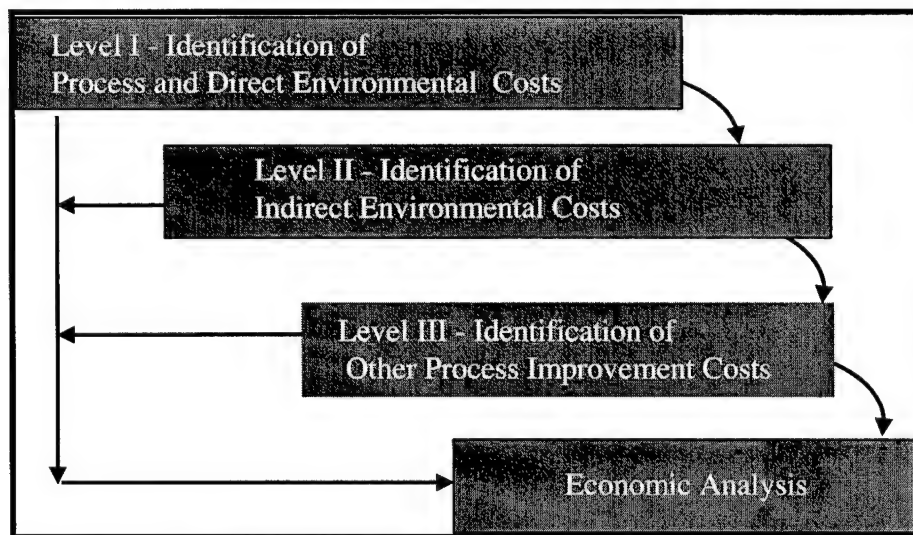 Level I - Identification of
Process and Direct Environmental Costs
Level II - Identification of
Indirect Environmental Costs
Level III - Identification of
Other Process Improvement Costs
Economic Analysis